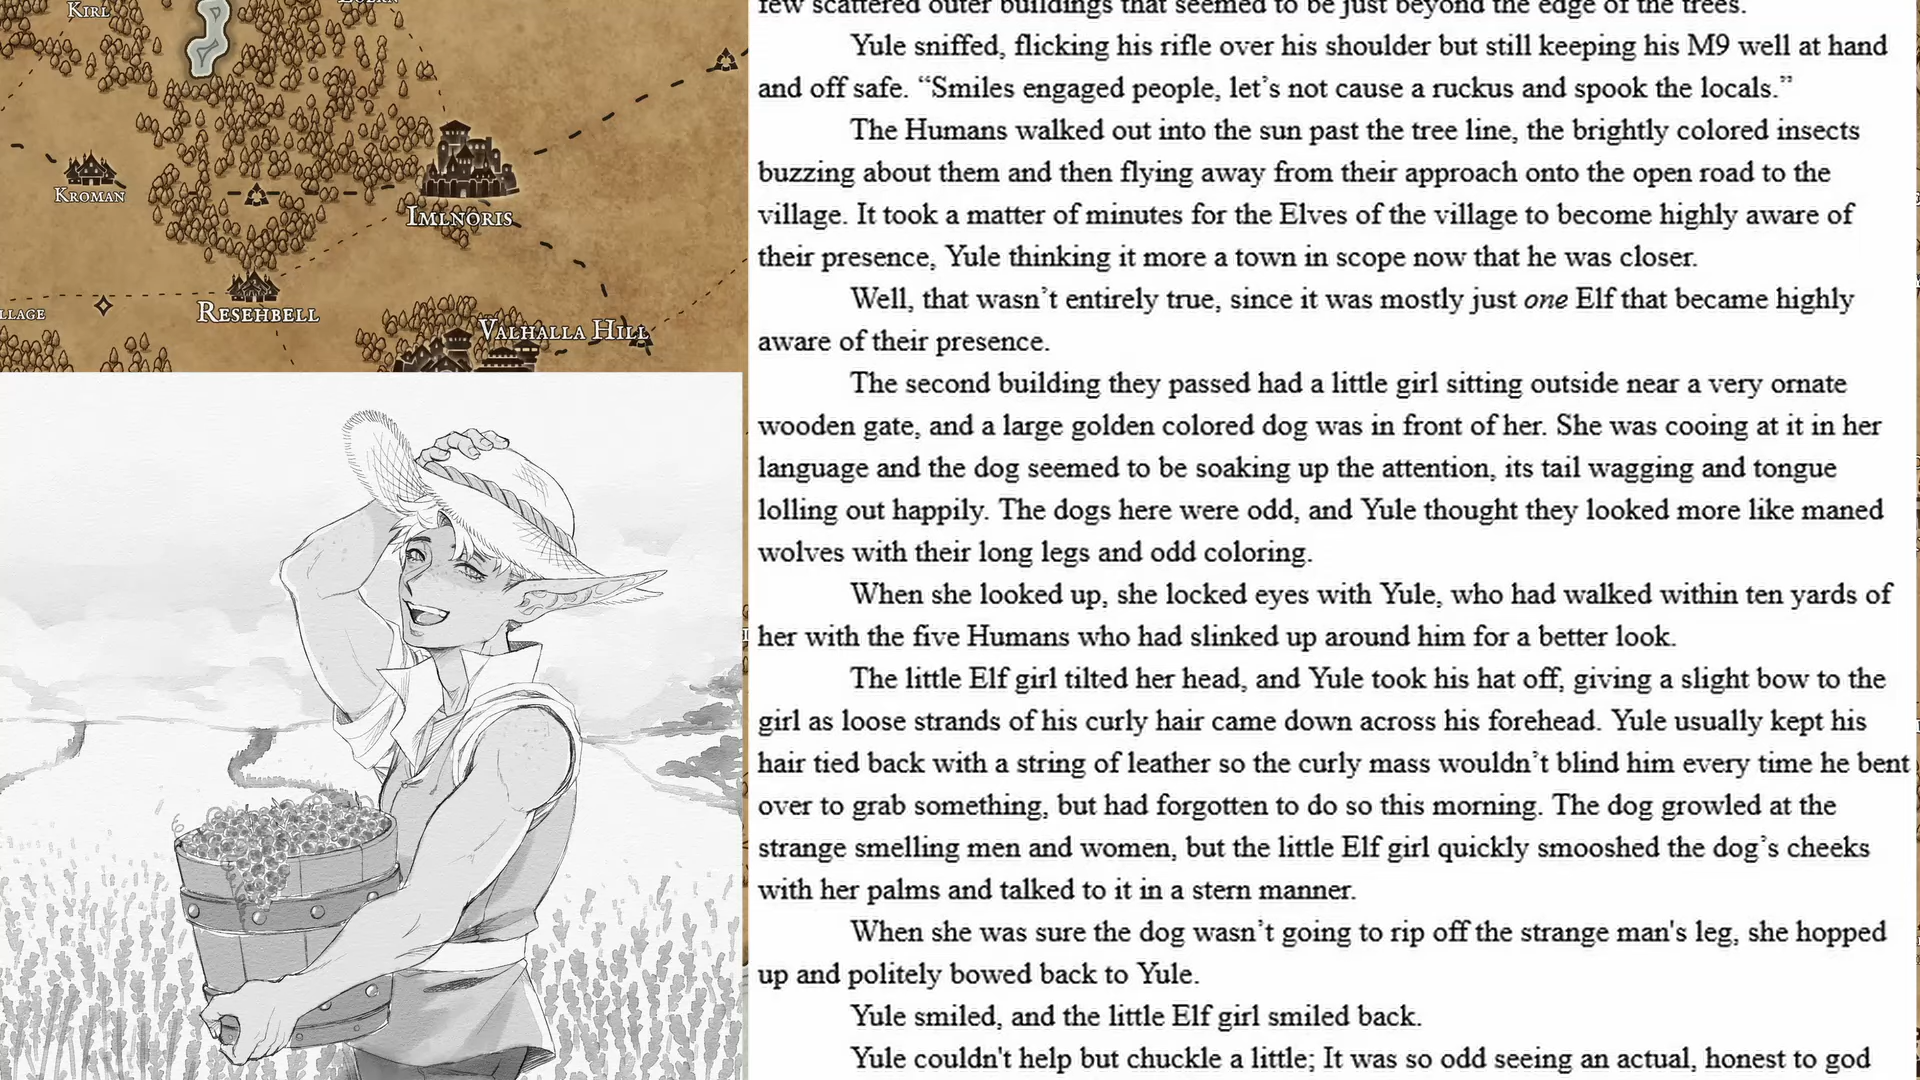 KIRL
KROMAN
IMLNORIS
RESEHBELL
LLAGE
VALHALLA HILL
few scattered outer buildings that seemed to be just beyond the edge of the trees.
Yule sniffed, flicking his rifle over his shoulder but still keeping his M9 well at hand
and off safe. “Smiles engaged people, let’s not cause a ruckus and spook the locals.”
The Humans walked out into the sun past the tree line, the brightly colored insects
buzzing about them and then flying away from their approach onto the open road to the
village. It took a matter of minutes for the Elves of the village to become highly aware of
their presence, Yule thinking it more a town in scope now that he was closer.
Well, that wasn’t entirely true, since it was mostly just one Elf that became highly
aware of their presence.
The second building they passed had a little girl sitting outside near a very ornate
wooden gate, and a large golden colored dog was in front of her. She was cooing at it in her
language and the dog seemed to be soaking up the attention, its tail wagging and tongue
lolling out happily. The dogs here were odd, and Yule thought they looked more like maned
wolves with their long legs and odd coloring.
When she looked up, she locked eyes with Yule, who had walked within ten yards of
her with the five Humans who had slinked up around him for a better look.
The little Elf girl tilted her head, and Yule took his hat off, giving a slight bow to the
girl as loose strands of his curly hair came down across his forehead. Yule usually kept his
hair tied back with a string of leather so the curly mass wouldn’t blind him every time he bent
over to grab something, but had forgotten to do so this morning. The dog growled at the
strange smelling men and women, but the little Elf girl quickly smooshed the dog’s cheeks
with her palms and talked to it in a stern manner.
When she was sure the dog wasn’t going to rip off the strange man's leg, she hopped
up and politely bowed back to Yule.
Yule smiled, and the little Elf girl smiled back.
Yule couldn't help but chuckle a little; It was so odd seeing an actual, honest to god